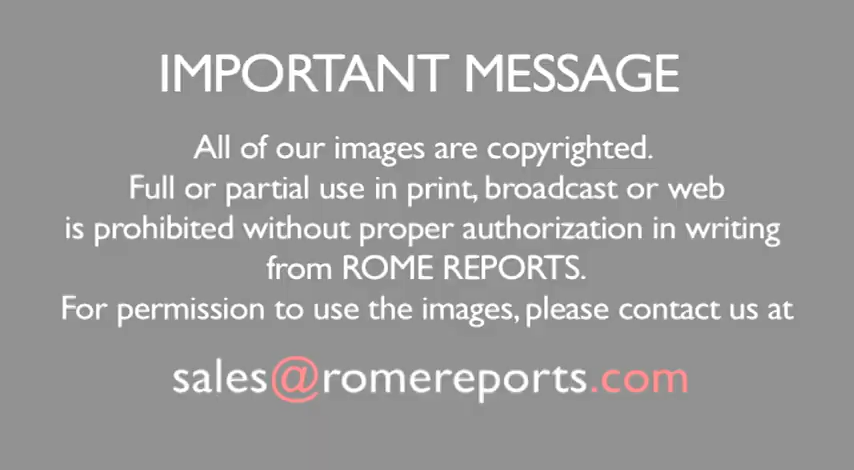 IMPORTANT MESSAGE
All of our images are copyrighted.
Full or partial use in print, broadcast or web
is prohibited without proper authorization in writing
from ROME REPORTS.
For permission to use the images, please contact us at
sales@romereports.com